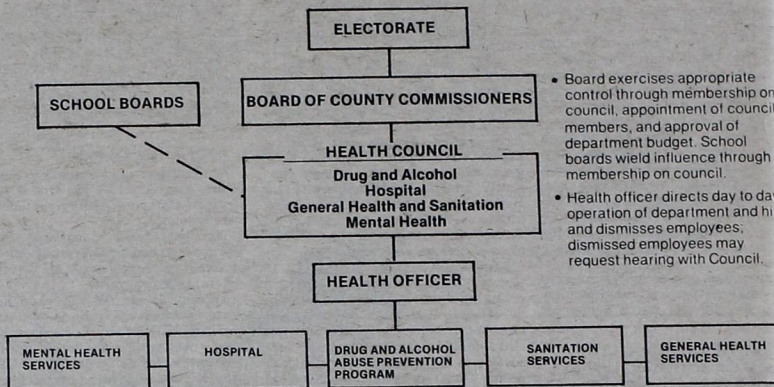 ELECTORATE
SCHOOL BOARDS
BOARD OF COUNTY COMMISSIONERS
HEALTH COUNCIL
Drug and Alcohol
Hospital
General Health and Sanitation
Mental Health
HEALTH OFFICER
• Board exercises appropriate
control through membership on
council, appointment of council
members, and approval of
department budget. School
boards wield influence through
membership on council.
• Health officer directs day to
operation of department and
and dismisses employees;
dismissed employees may
request hearing with Council.
MENTAL HEALTH
SERVICES
HOSPITAL
DRUG AND ALCOHOL
ABUSE PREVENTION
PROGRAM
SANITATION
SERVICES
GENERAL HEALTH
SERVICES